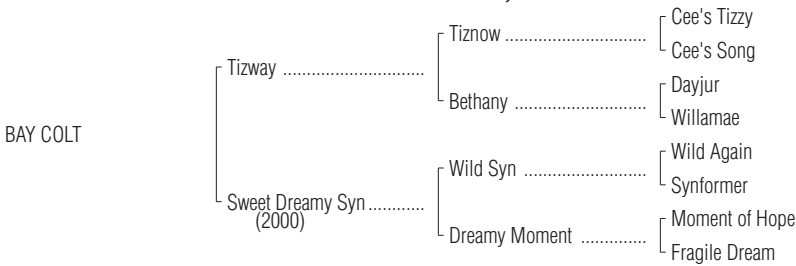 Cee's Tizzy
Tiznow ................................
Cee's Song
Tizway ................................
Dayjur
Bethany ..............................
Willamae
BAY COLT
Wild Again
Wild Syn ............................
Synformer
Sweet Dreamy Syn ............
(2000)
Moment of Hope
Dreamy Moment ...............
Fragile Dream